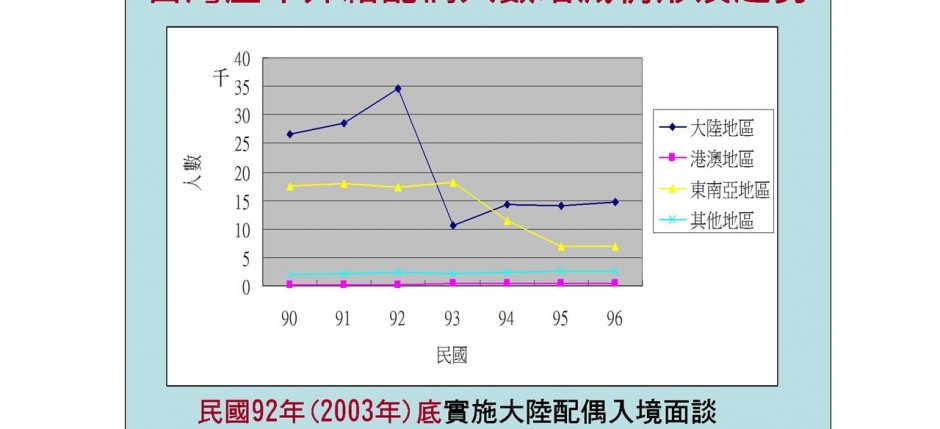 40
千
35
30
25
人數
20
15
10
5
0
90 91 92 93 94 95 96
民國
大陸地區
港澳地區
東南亞地區
其他地區
民國92年(2003年)底實施大陸配偶入境面談